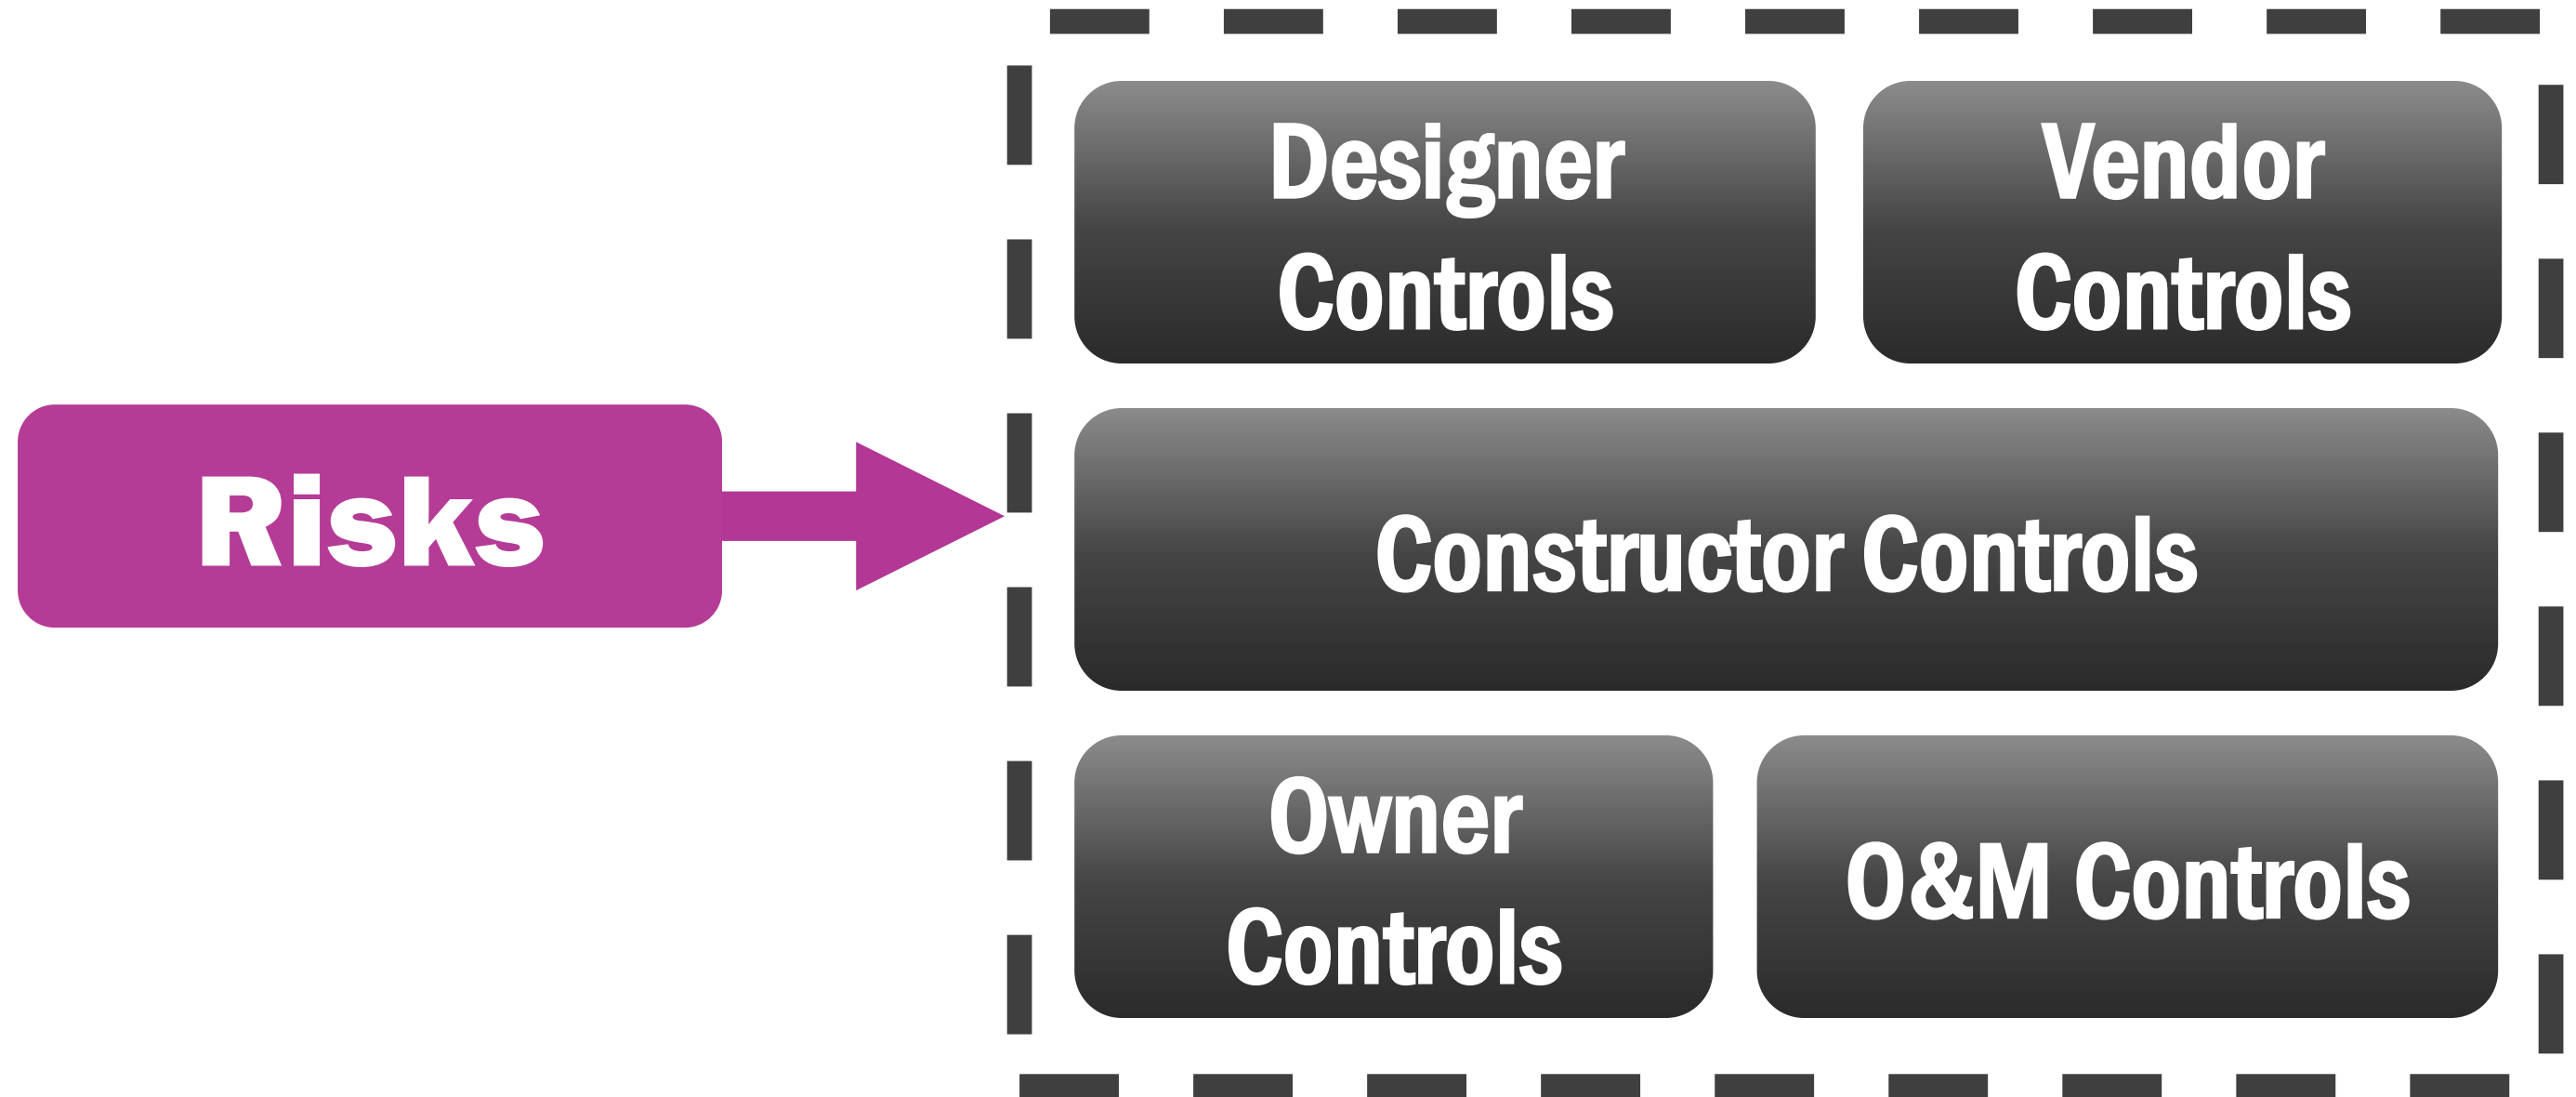 Risks
Designer
Controls
Vendor
Controls
Constructor Controls
Owner
Controls
O&M Controls